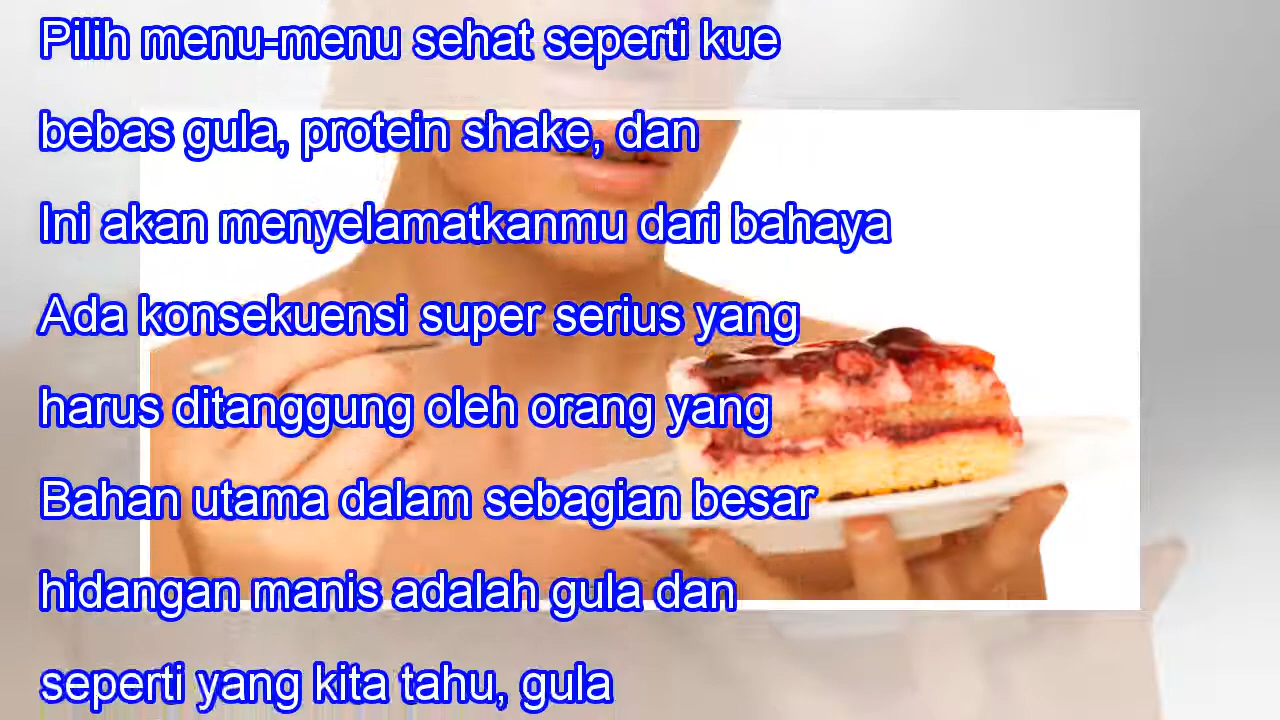 Pilih menu-menu sehat seperti kue
bebas gula, protein shake, dan
Ini akan menyelamatkanmu dari bahaya
Ada konsekuensi super serius yang
harus ditanggung oleh orang yang
Bahan utama dalam sebagian besar
hidangan manis adalah gula dan
seperti yang kita tahu, gula